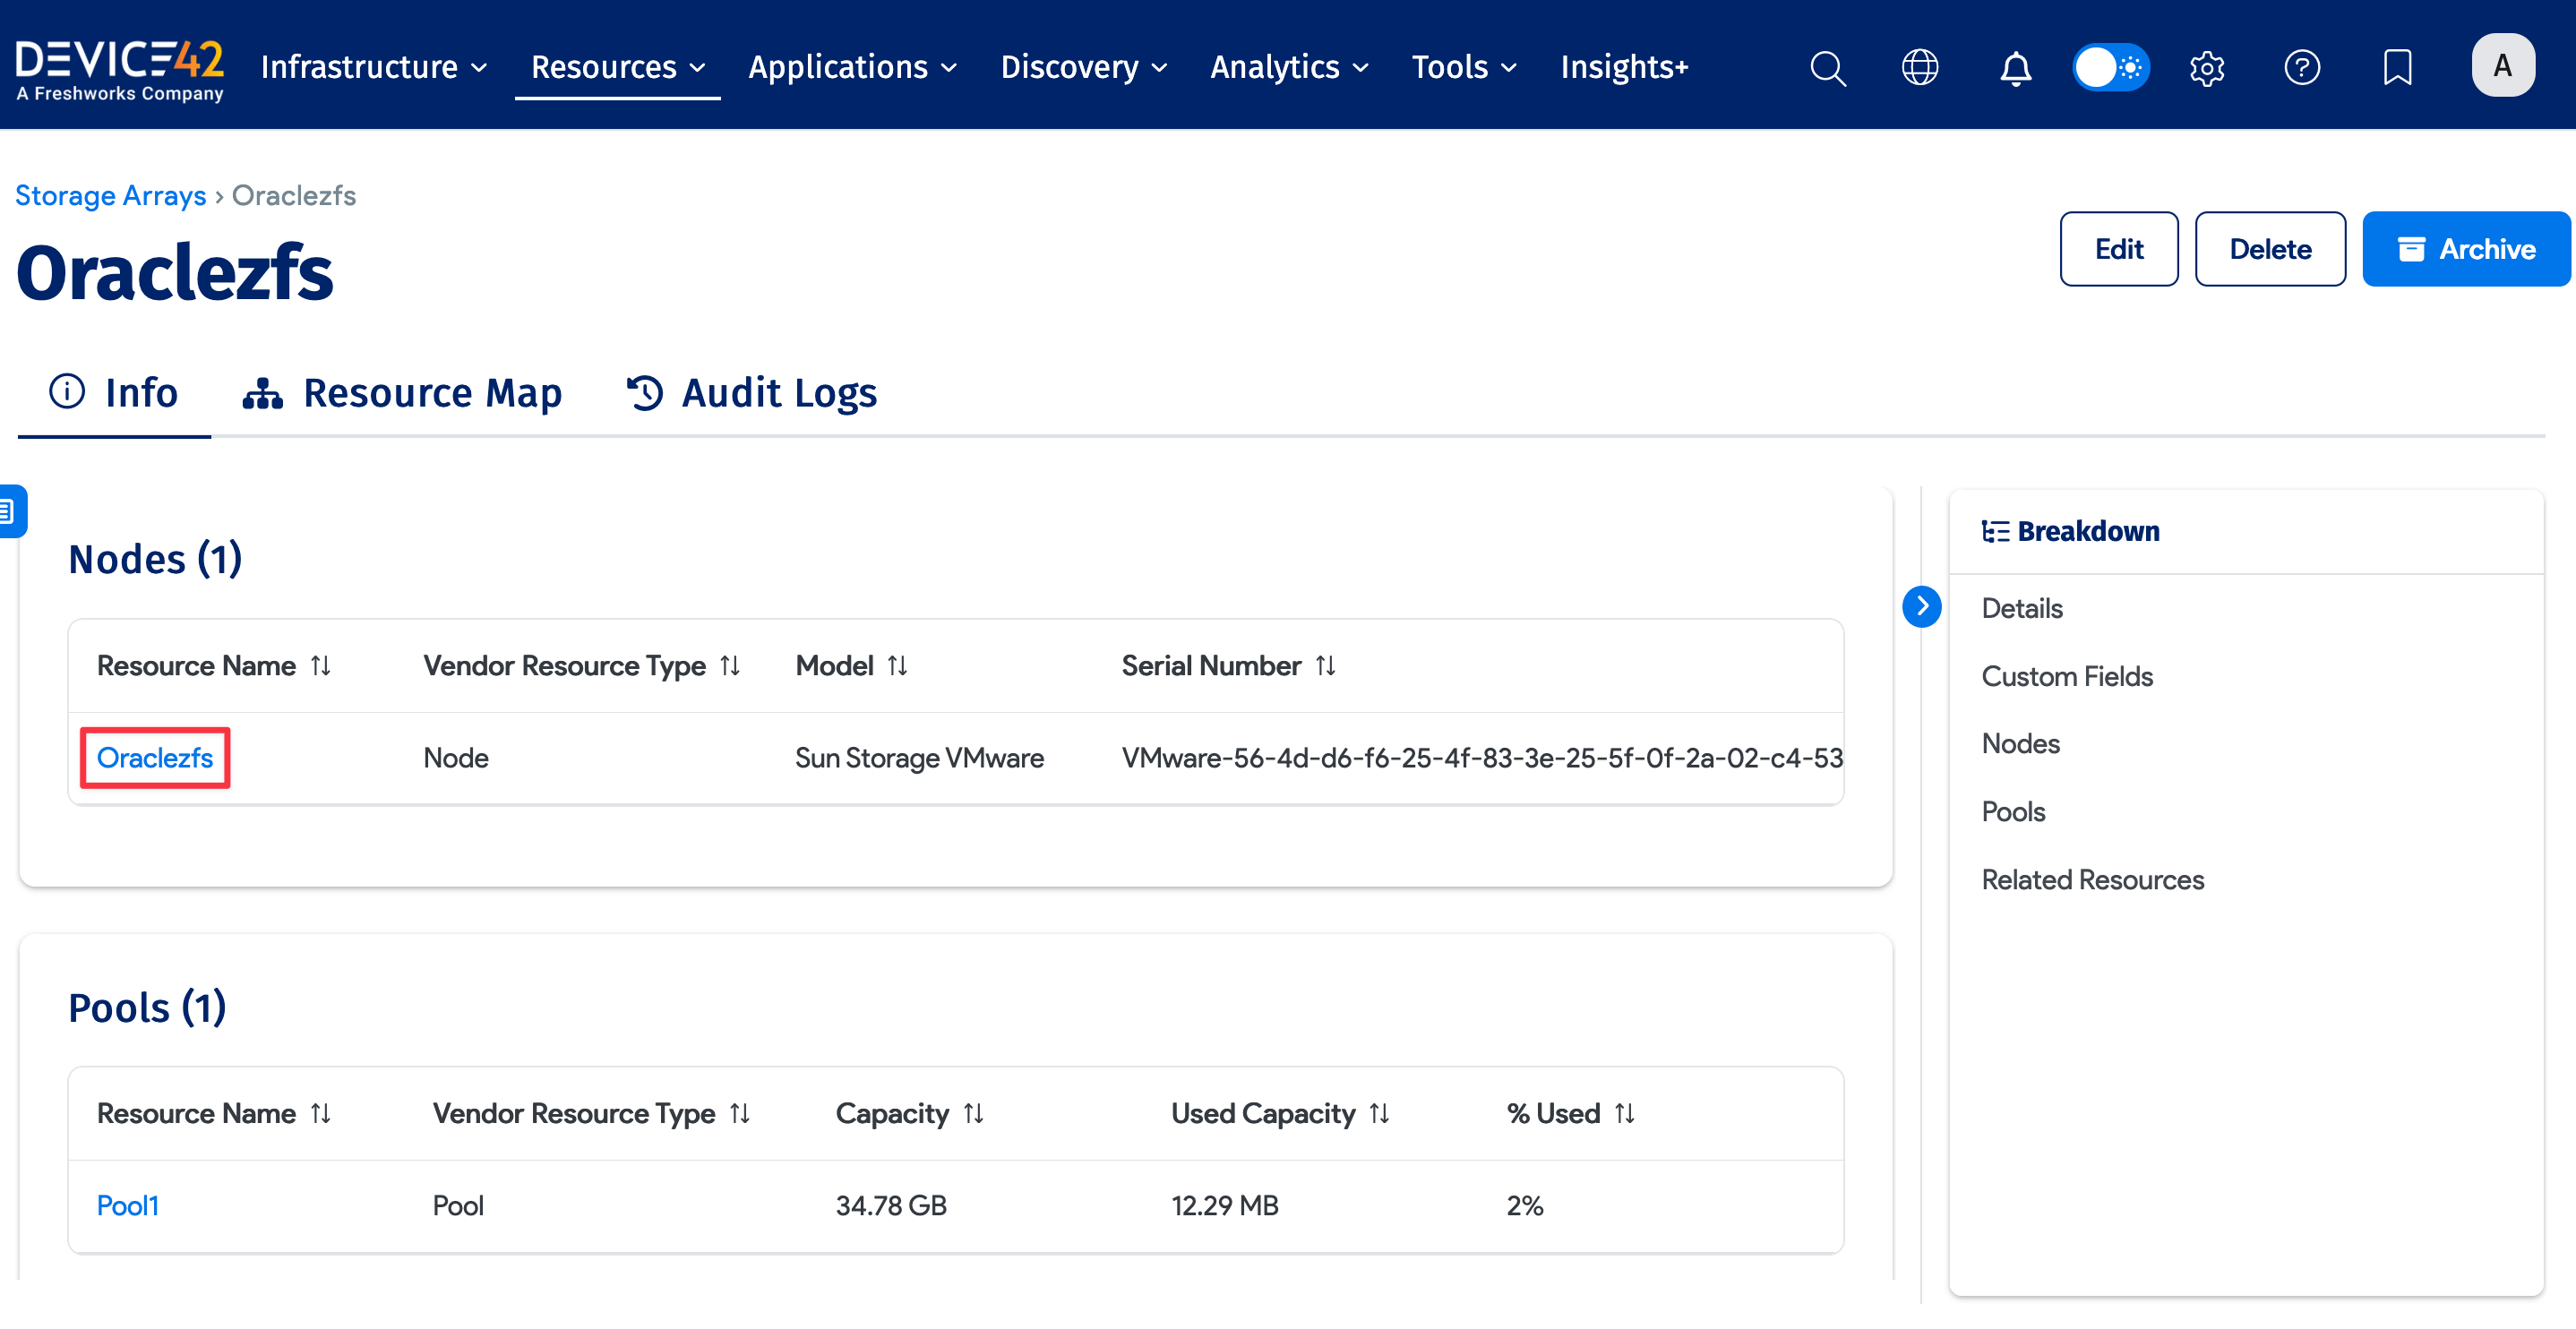 DEVICE42
A Freshworks Company
Infrastructure Resources Applications Discovery Analytics Tools Insights+
A
Storage Arrays › Oraclezfs
Oraclezfs
Edit Delete Archive
Info Resource Map Audit Logs
Nodes (1)
Resource Name Vendor Resource Type Model Serial Number
Oraclezfs Node Sun Storage VMware VMware-56-4d-d6-f6-25-4f-83-3e-25-5f-0f-2a-02-c4-53
Pools (1)
Resource Name Vendor Resource Type Capacity Used Capacity % Used
Pool1 Pool 34.78 GB 12.29 MB 2%
Breakdown
Details
Custom Fields
Nodes
Pools
Related Resources